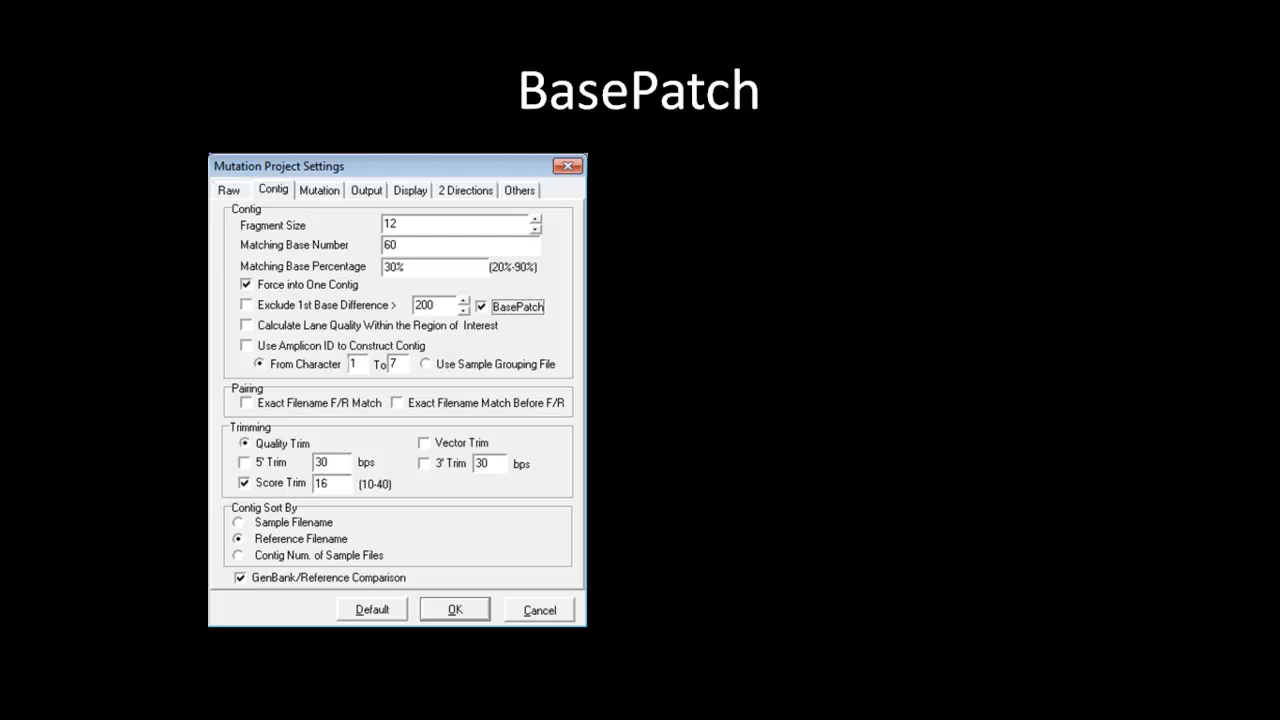 BasePatch
Mutation Project Settings
Raw Contig Mutation Output Display 2 Directions Others
Contig
Fragment Size 12
Matching Base Number 60
Matching Base Percentage 30% (20%-90%)
Force into One Contig
Exclude 1st Base Difference > 200 BasePatch
Calculate Lane Quality Within the Region of Interest
Use Amplicon ID to Construct Contig
From Character 1 To 7 Use Sample Grouping File
Pairing
Exact Filename F/R Match Exact Filename Match Before F/R
Trimming
Quality Trim Vector Trim
5' Trim 30 bps 3' Trim 30 bps
Score Trim 16 (10-40)
Contig Sort By
Sample Filename
Reference Filename
Contig Num. of Sample Files
GenBank/Reference Comparison
Default OK Cancel